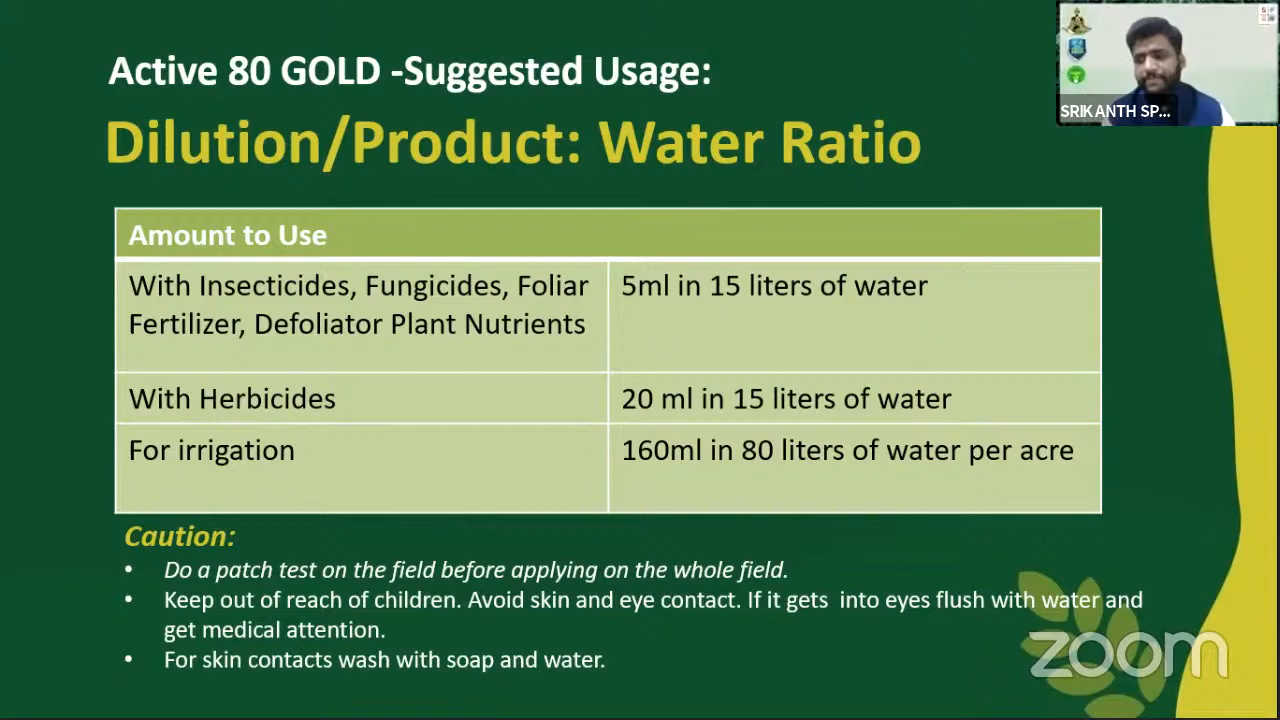 Active 80 GOLD -Suggested Usage:
SRIKANTH SP...
Dilution/Product: Water Ratio
Amount to Use
With Insecticides, Fungicides, Foliar
Fertilizer, Defoliator Plant Nutrients
5ml in 15 liters of water
With Herbicides
20 ml in 15 liters of water
For irrigation
160ml in 80 liters of water per acre
Caution:
• Do a patch test on the field before applying on the whole field.
• Keep out of reach of children. Avoid skin and eye contact. If it gets  into eyes flush with water and
get medical attention.
• For skin contacts wash with soap and water.
zoom